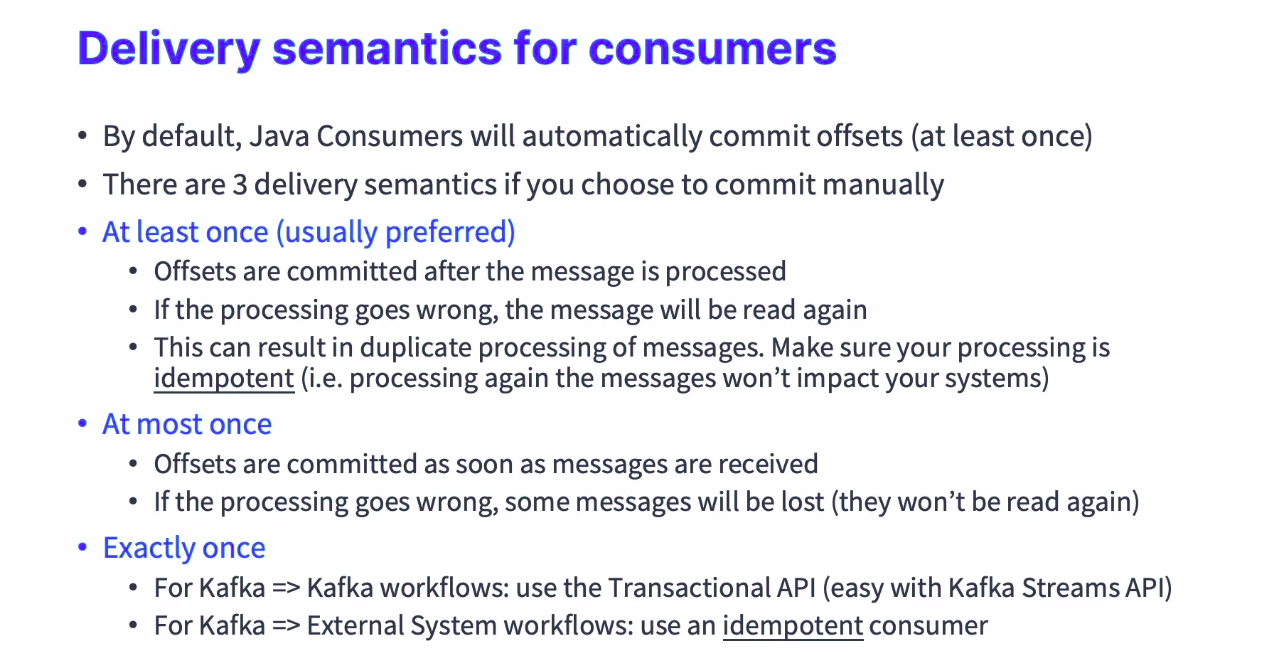 Delivery semantics for consumers
• By default, Java Consumers will automatically commit offsets (at least once)
• There are 3 delivery semantics if you choose to commit manually
• At least once (usually preferred)
• Offsets are committed after the message is processed
• If the processing goes wrong, the message will be read again
• This can result in duplicate processing of messages. Make sure your processing is
idempotent (i.e. processing again the messages won’t impact your systems)
• At most once
• Offsets are committed as soon as messages are received
• If the processing goes wrong, some messages will be lost (they won’t be read again)
• Exactly once
• For Kafka => Kafka workflows: use the Transactional API (easy with Kafka Streams API)
• For Kafka => External System workflows: use an idempotent consumer